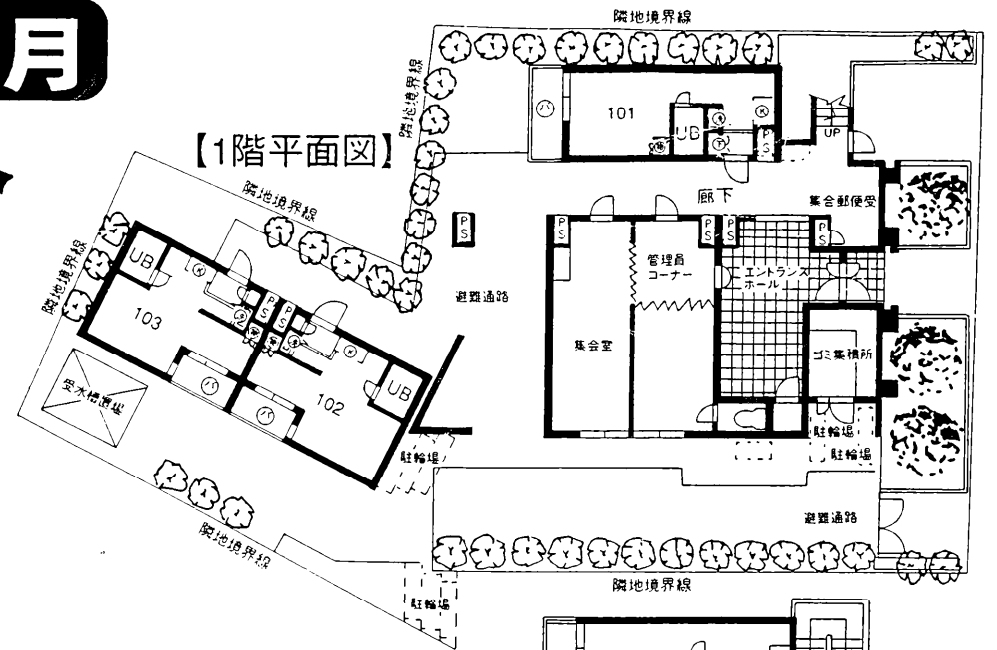 月
隣地境界線
隣地境界線
【1階平面図】
101
バ
UB
PS
UP
廊下
集合郵便受
隣地境界線
隣地境界線
UB
103
PS
PS
バ
102
バ
UB
受水槽置場
駐輪場
PS
避難通路
PS
PS
PS
PS
管理員
コーナー
エントランス
ホール
集会室
ゴミ集積所
駐輪場
駐輪場
避難通路
隣地境界線
隣地境界線
駐輪場